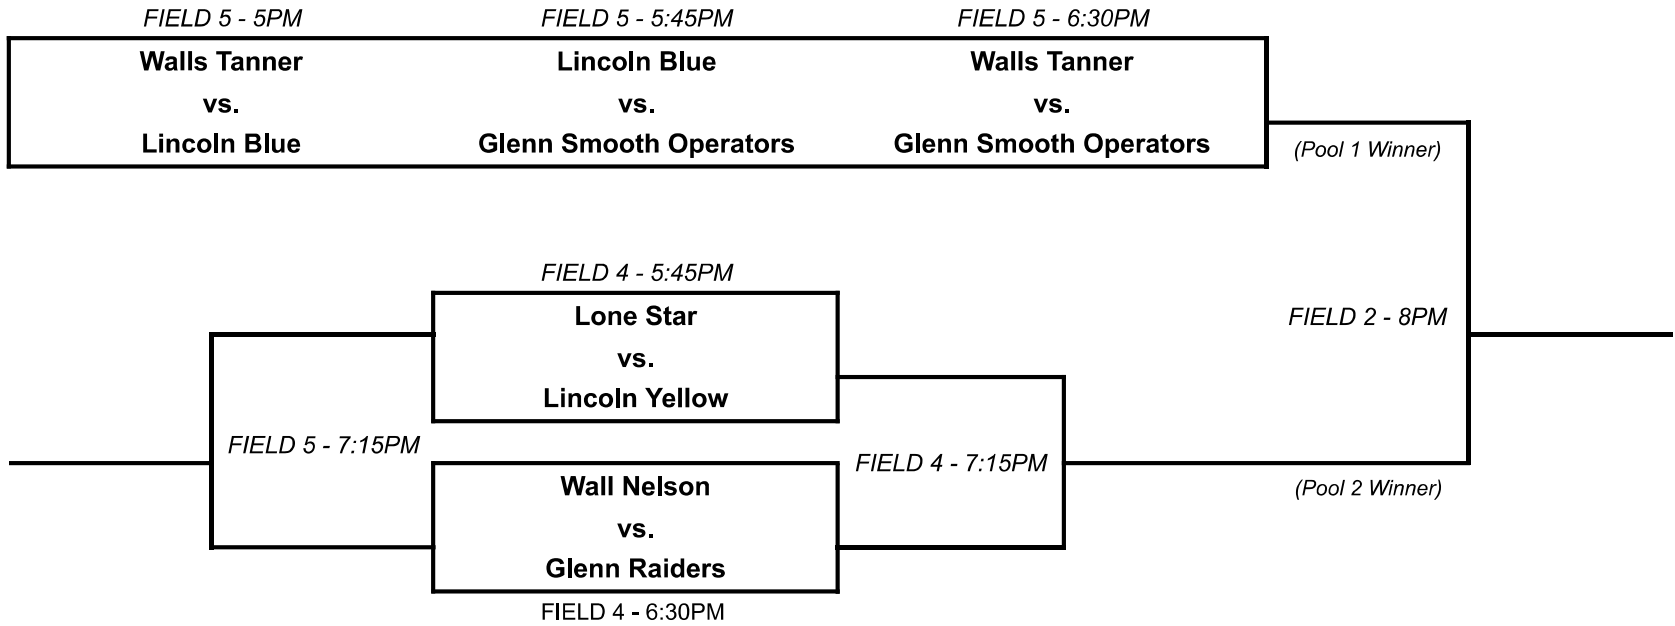 FIELD 5 - 5PM
FIELD 5 - 5:45PM
FIELD 5 - 6:30PM
Walls Tanner
vs.
Lincoln Blue
Lincoln Blue
vs.
Glenn Smooth Operators
Walls Tanner
vs.
Glenn Smooth Operators
(Pool 1 Winner)
FIELD 4 - 5:45PM
Lone Star
vs.
Lincoln Yellow
FIELD 2 - 8PM
FIELD 5 - 7:15PM
FIELD 4 - 7:15PM
Wall Nelson
vs.
Glenn Raiders
(Pool 2 Winner)
FIELD 4 - 6:30PM